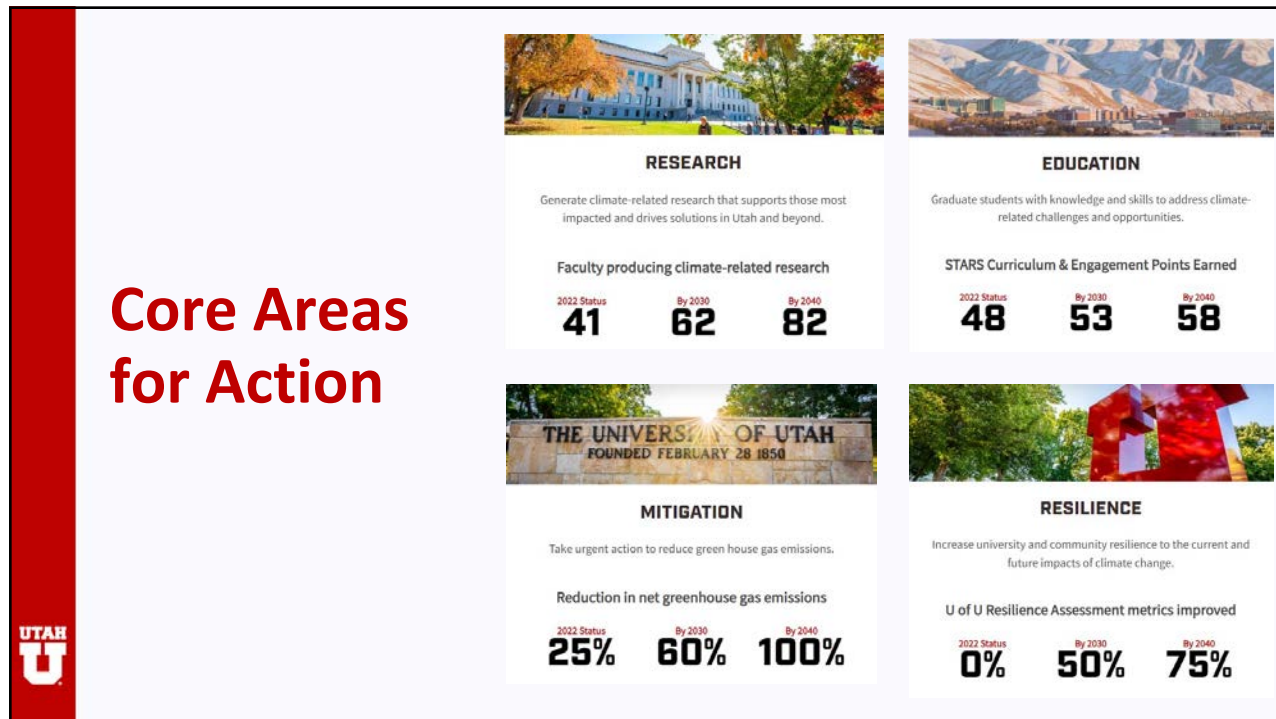 Core Areas
for Action
RESEARCH
Generate climate-related research that supports those most
impacted and drives solutions in Utah and beyond.
Faculty producing climate-related research
2022 Status By 2030 By 2040
41 62 82
EDUCATION
Graduate students with knowledge and skills to address climate-
related challenges and opportunities.
STARS Curriculum & Engagement Points Earned
2022 Status By 2030 By 2040
48 53 58
THE UNIVERSITY OF UTAH
FOUNDED FEBRUARY 28 1850
MITIGATION
Take urgent action to reduce green house gas emissions.
Reduction in net greenhouse gas emissions
2022 Status By 2030 By 2040
25% 60% 100%
RESILIENCE
Increase university and community resilience to the current and
future impacts of climate change.
U of U Resilience Assessment metrics improved
2022 Status By 2030 By 2040
0% 50% 75%
UTAH
U